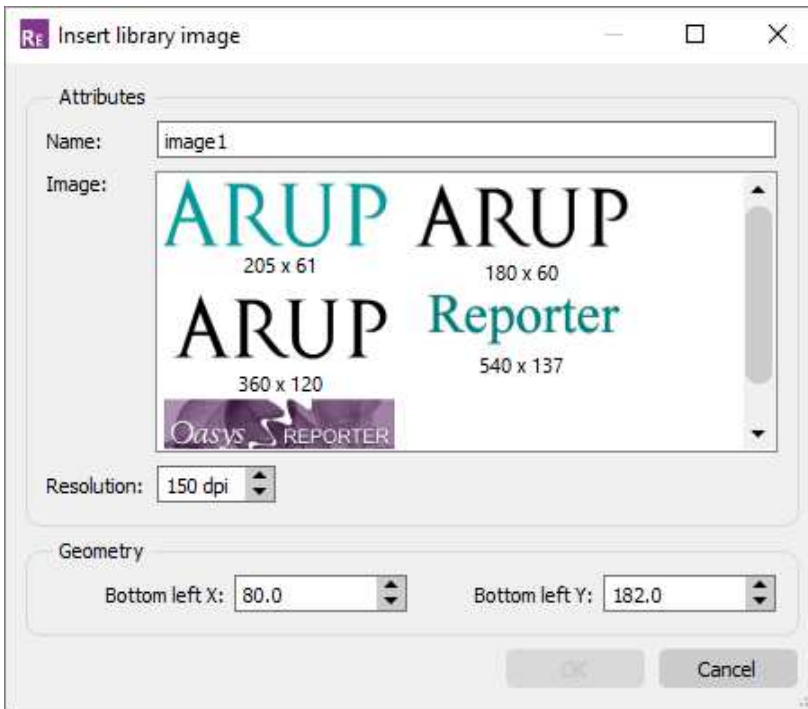 RE Insert library image
Attributes
Name: image1
Image:
ARUP ARUP
205 x 61 180 x 60
ARUP Reporter
360 x 120 540 x 137
Oasys REPORTER
Resolution: 150 dpi
Geometry
Bottom left X: 80.0 Bottom left Y: 182.0
OK Cancel